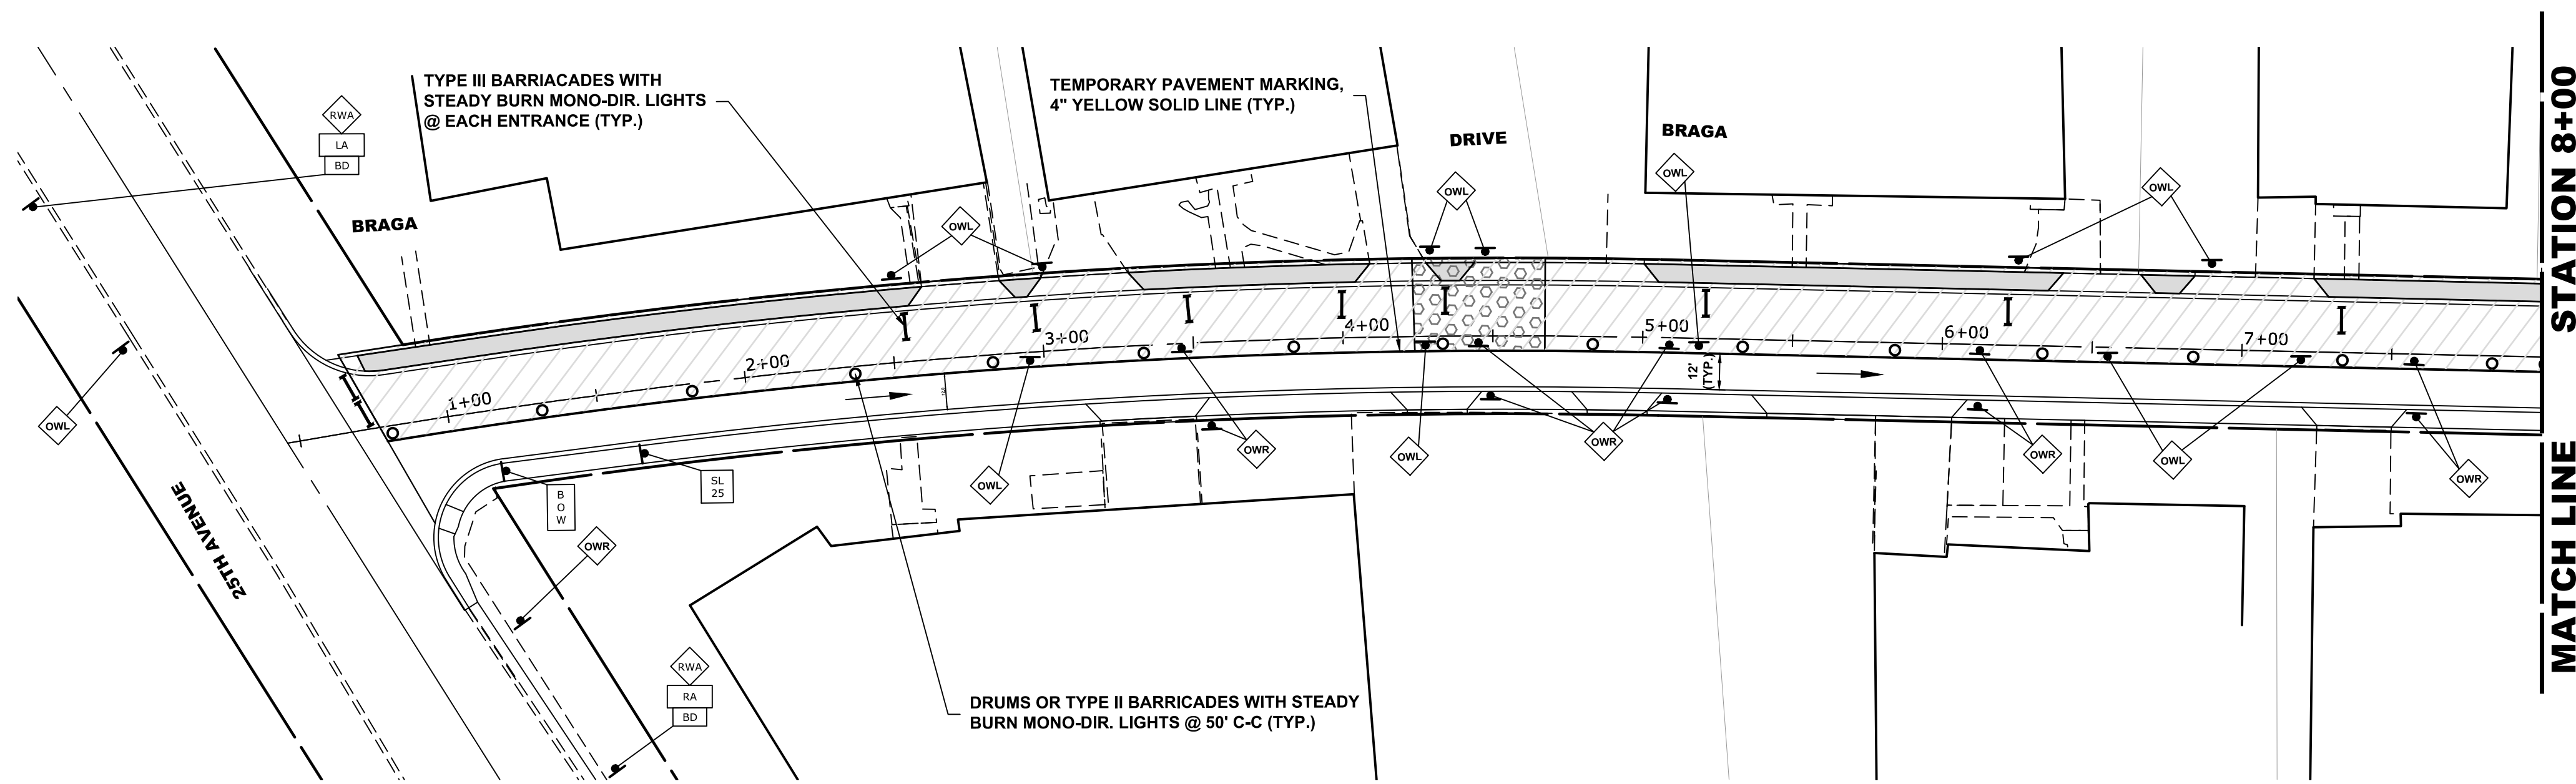 TYPE III BARRIACADES WITH
STEADY BURN MONO-DIR. LIGHTS
@ EACH ENTRANCE (TYP.)
TEMPORARY PAVEMENT MARKING,
4" YELLOW SOLID LINE (TYP.)
RWA
LA
BD
BRAGA
DRIVE
BRAGA
OWL
OWL
OWL
OWL
1+00
2+00
3+00
4+00
5+00
6+00
7+00
12'
(TYP.)
OWL
25TH AVENUE
B
O
W
SL
25
OWR
OWL
OWR
OWL
OWR
OWR
OWL
OWR
RWA
RA
BD
DRUMS OR TYPE II BARRICADES WITH STEADY
BURN MONO-DIR. LIGHTS @ 50' C-C (TYP.)
MATCH LINE STATION 8+00